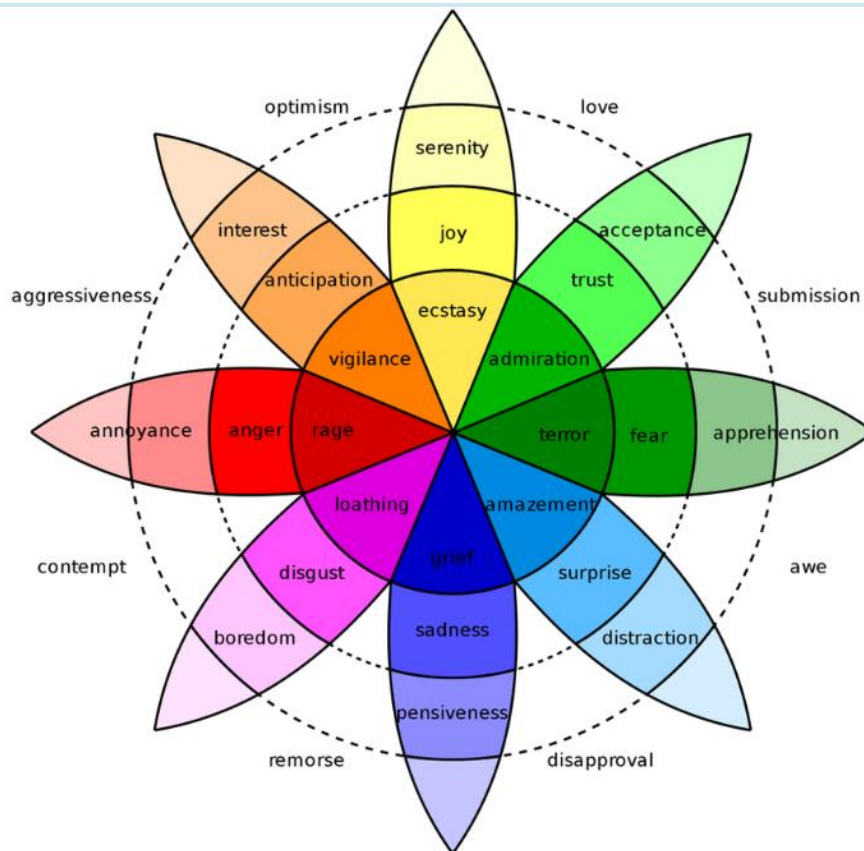 optimism love
serenity
interest joy acceptance
anticipation trust
aggressiveness ecstasy submission
vigilance admiration
annoyance anger rage terror fear apprehension
loathing amazement
contempt grief awe
disgust surprise
boredom sadness distraction
pensiveness
remorse disapproval